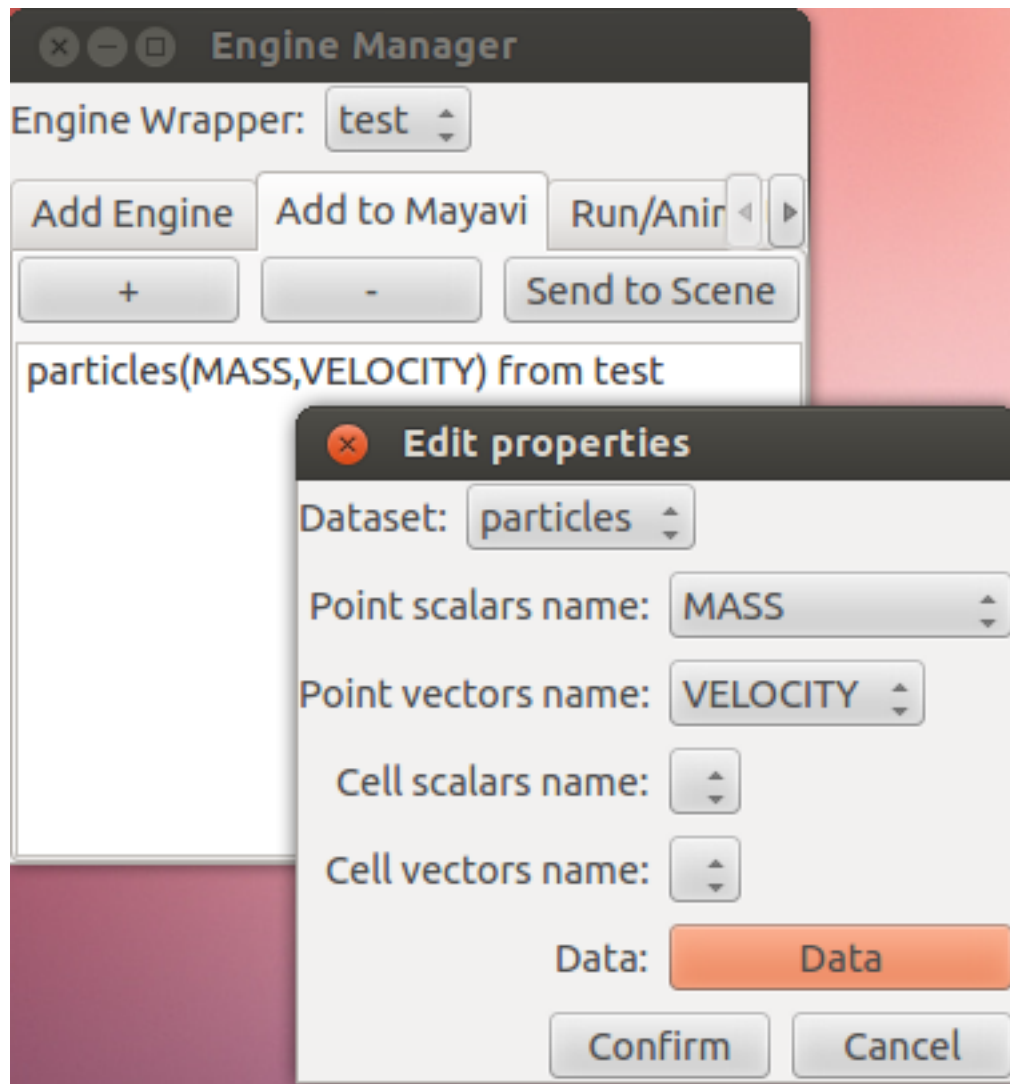 Engine Manager
Engine Wrapper: test
Add Engine Add to Mayavi Run/Anir
+ - Send to Scene
particles(MASS,VELOCITY) from test
Edit properties
Dataset: particles
Point scalars name: MASS
Point vectors name: VELOCITY
Cell scalars name:
Cell vectors name:
Data: Data
Confirm Cancel